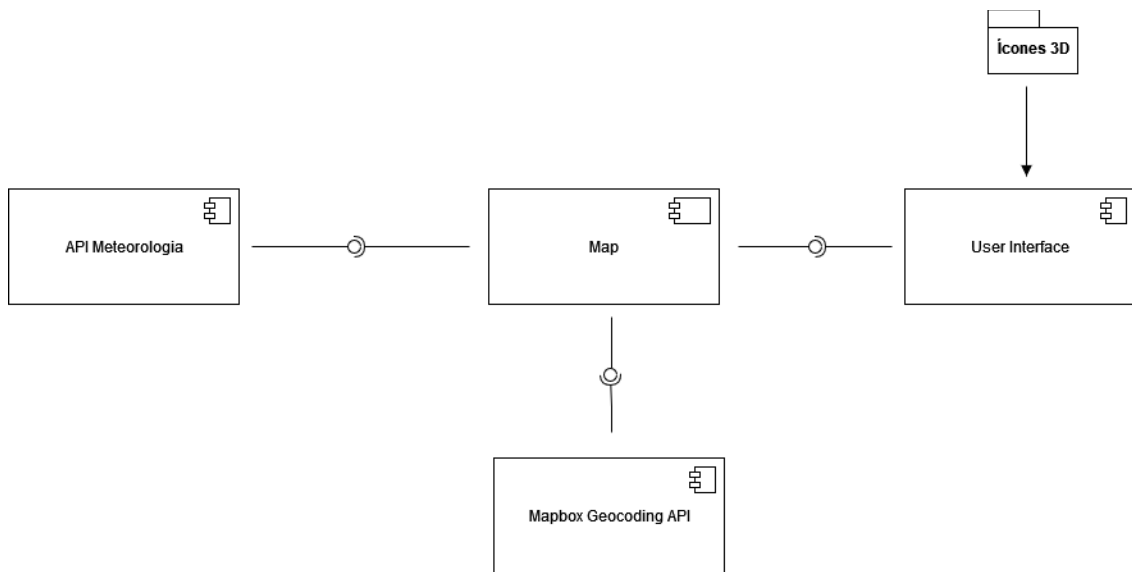 Ícones 3D
API Meteorologia
Map
User Interface
Mapbox Geocoding API